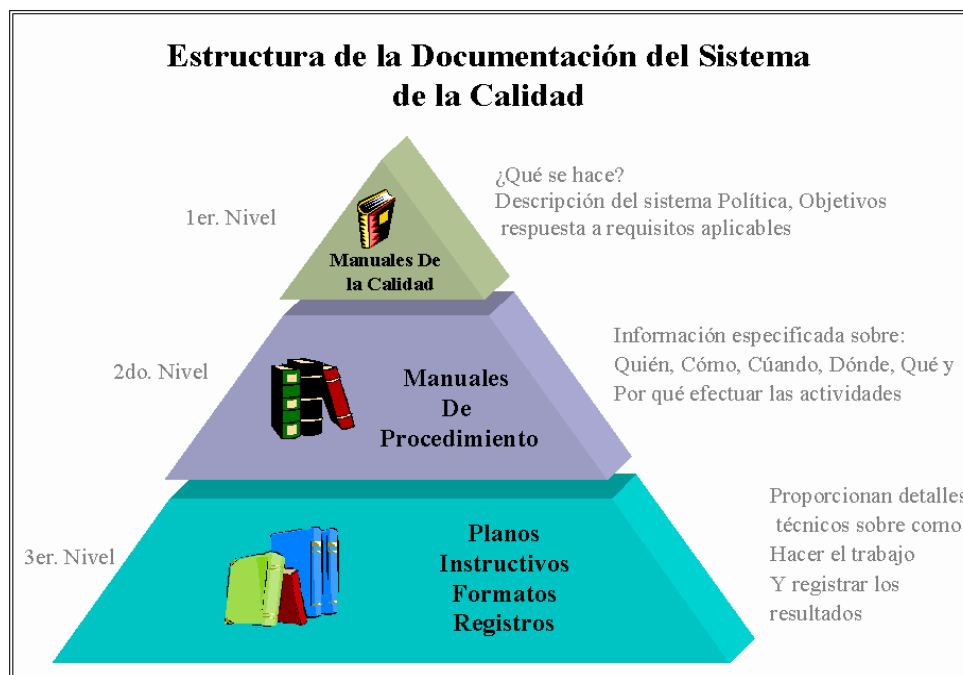 Estructura de la Documentación del Sistema
de la Calidad
1er. Nivel
Manuales De
la Calidad
¿Qué se hace?
Descripción del sistema Política, Objetivos
respuesta a requisitos aplicables
2do. Nivel
Manuales
De
Procedimiento
Información especificada sobre:
Quién, Cómo, Cúando, Dónde, Qué y
Por qué efectuar las actividades
3er. Nivel
Planos
Instructivos
Formatos
Registros
Proporcionan detalles
técnicos sobre como
Hacer el trabajo
Y registrar los
resultados